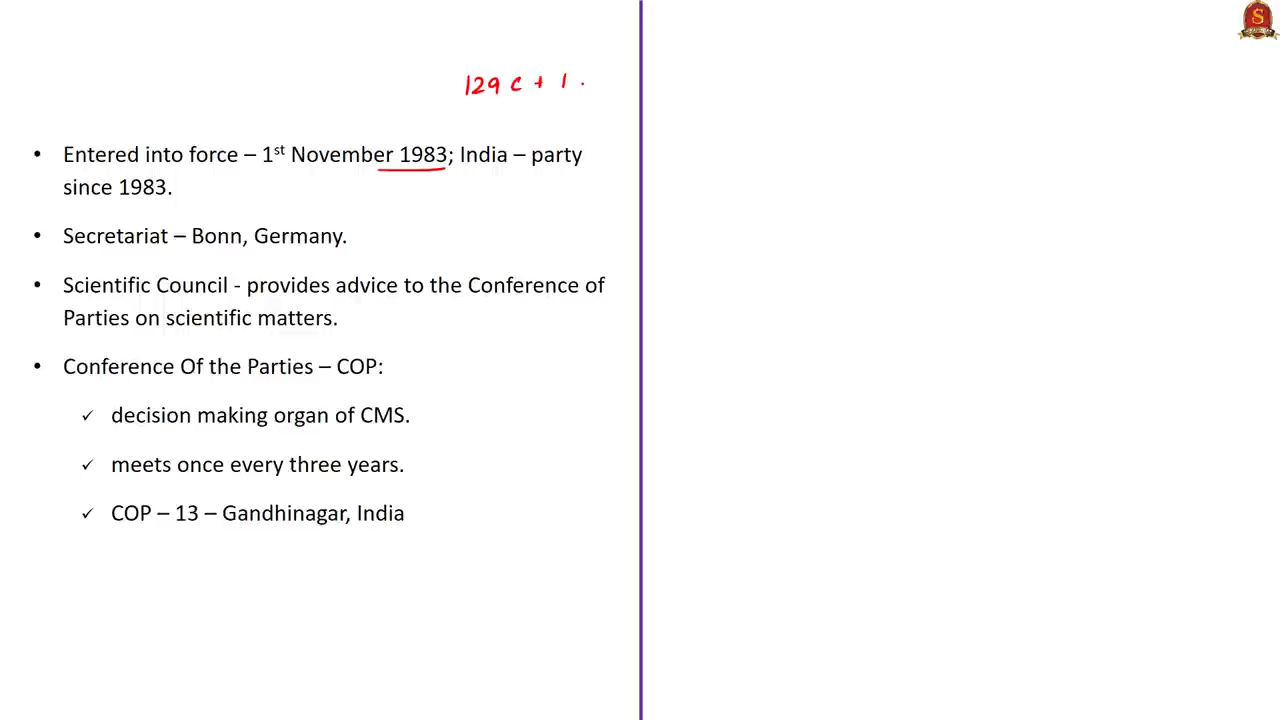 129 C + 1.
• Entered into force – 1st November 1983; India – party
since 1983.
• Secretariat – Bonn, Germany.
• Scientific Council - provides advice to the Conference of
Parties on scientific matters.
• Conference Of the Parties – COP:
✓ decision making organ of CMS.
✓ meets once every three years.
✓ COP – 13 – Gandhinagar, India